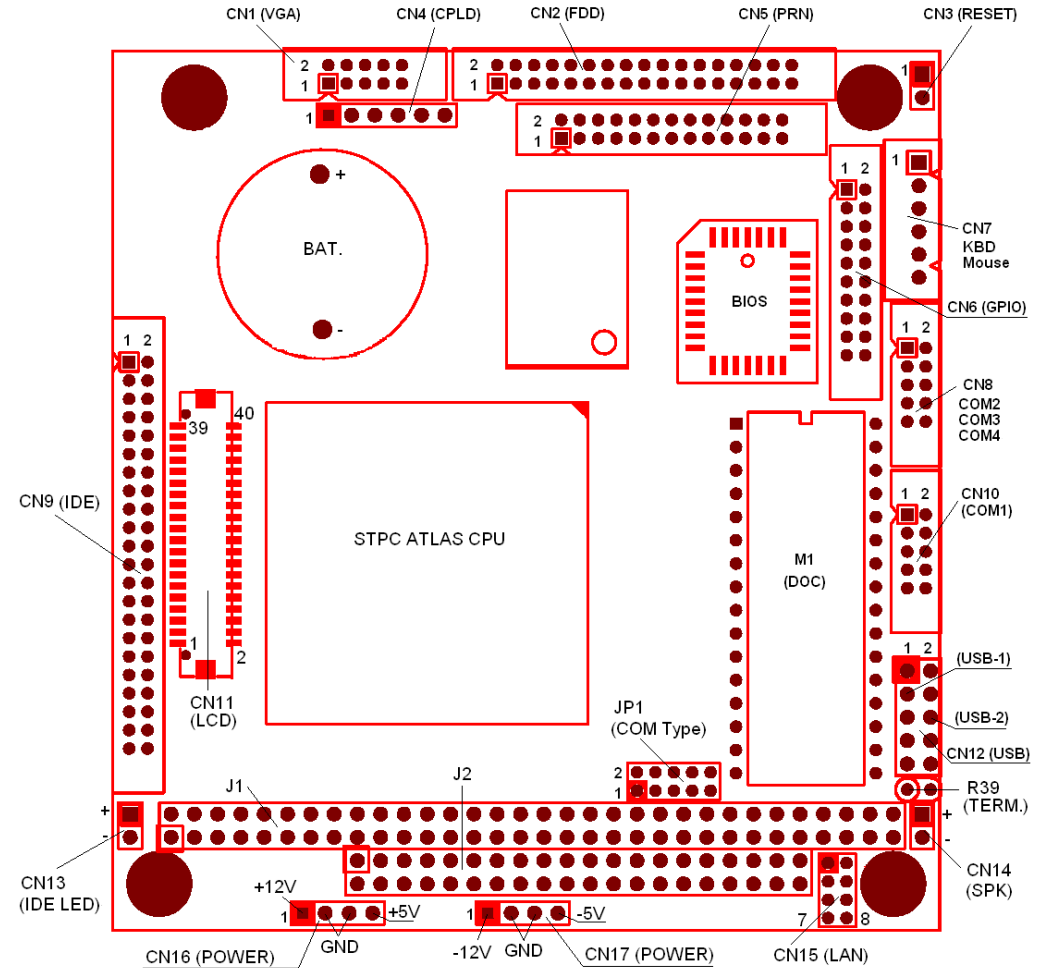 CN1 (VGA)
CN4 (CPLD)
CN2 (FDD)
CN5 (PRN)
CN3 (RESET)
2
1
2
1
1
1
2
1
+
BAT.
-
BIOS
1
1 2
CN7
KBD
Mouse
CN6 (GPIO)
1 2
1 2
CN8
COM2
COM3
COM4
39
40
CN9 (IDE)
STPC ATLAS CPU
M1
(DOC)
1 2
CN10
(COM1)
1
2
CN11
(LCD)
1 2
(USB-1)
(USB-2)
CN12 (USB)
JP1
(COM Type)
2
1
R39
(TERM.)
J1
J2
+
-
+
-
CN13
(IDE LED)
CN14
(SPK)
+12V
1
+5V
GND
CN16 (POWER)
1
-12V
GND
-5V
CN17 (POWER)
7
8
CN15 (LAN)